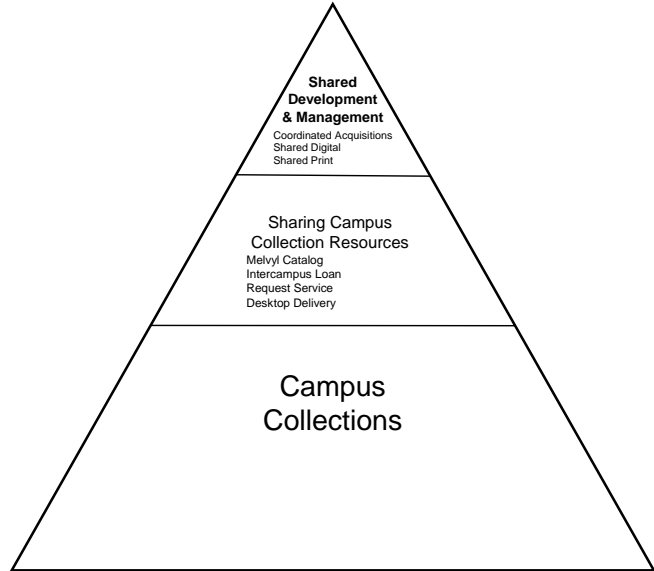 Shared
Development
& Management
Coordinated Acquisitions
Shared Digital
Shared Print
Sharing Campus
Collection Resources
Melvyl Catalog
Intercampus Loan
Request Service
Desktop Delivery
Campus
Collections